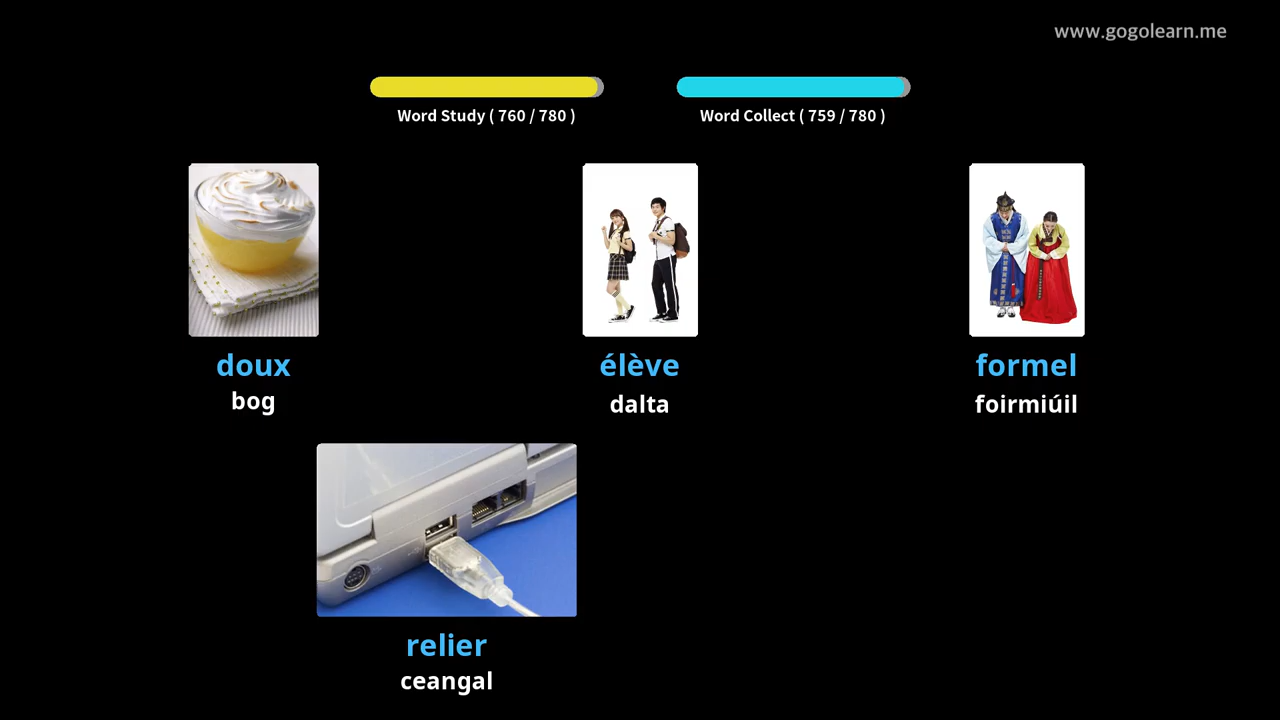 www.gogolearn.me
Word Study ( 760 / 780 )
Word Collect ( 759 / 780 )
doux
bog
élève
dalta
formel
foirmiúil
relier
ceangal